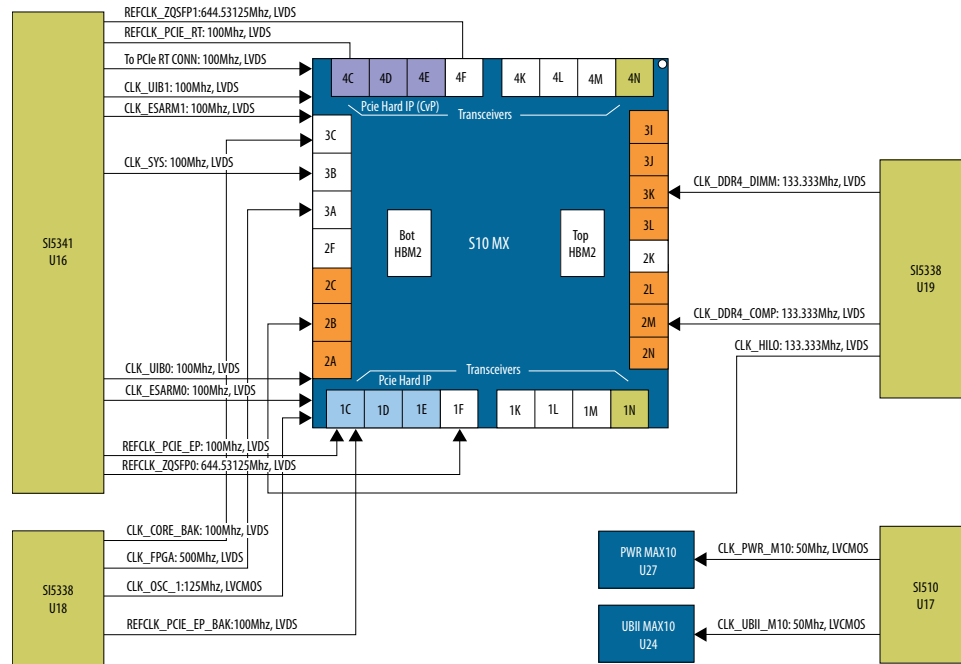 REFCLK_ZQSFP1:644.53125Mhz, LVDS
REFCLK_PCIE_RT: 100Mhz, LVDS
To PCIe RT CONN: 100Mhz, LVDS
CLK_UIB1: 100Mhz, LVDS
CLK_ESARM1: 100Mhz, LVDS
CLK_SYS: 100Mhz, LVDS
SI5341
U16
CLK_UIB0: 100Mhz, LVDS
CLK_ESARM0: 100Mhz, LVDS
REFCLK_PCIE_EP: 100Mhz, LVDS
REFCLK_ZQSFP0: 644.53125Mhz, LVDS
4C
4D
4E
4F
4K
4L
4M
4N
Pcie Hard IP (CvP)
Transceivers
3C
3B
3A
2F
2C
2B
2A
Bot
HBM2
S10 MX
Top
HBM2
3I
3J
3K
3L
2K
2L
2M
2N
Transceivers
Pcie Hard IP
1C
1D
1E
1F
1K
1L
1M
1N
CLK_DDR4_DIMM: 133.333Mhz, LVDS
CLK_DDR4_COMP: 133.333Mhz, LVDS
CLK_HILO: 133.333Mhz, LVDS
SI5338
U19
SI5338
U18
CLK_CORE_BAK: 100Mhz, LVDS
CLK_FPGA: 500Mhz, LVDS
CLK_OSC_1:125Mhz, LVCMOS
REFCLK_PCIE_EP_BAK:100Mhz, LVDS
PWR MAX10
U27
UBII MAX10
U24
CLK_PWR_M10: 50Mhz, LVCMOS
CLK_UBII_M10: 50Mhz, LVCMOS
SI510
U17